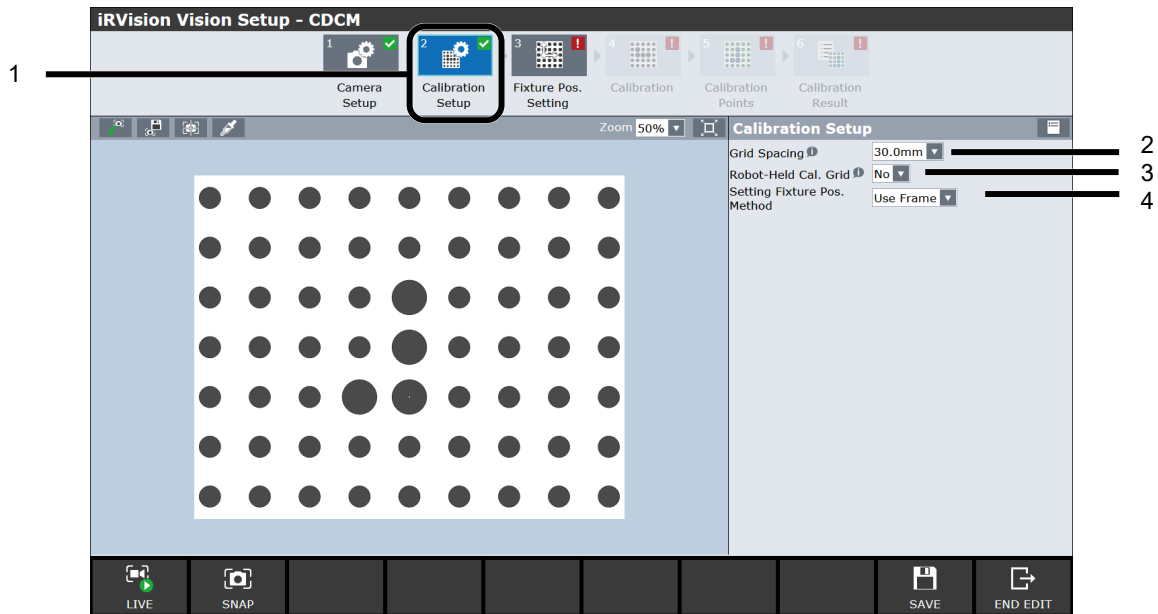 iRVision Vision Setup - CDCM
1
2
3
4
5
6
Camera
Setup
Calibration
Setup
Fixture Pos.
Setting
Calibration
Calibration
Points
Calibration
Result
1
Zoom 50%
Calibration Setup
Grid Spacing 30.0mm
2
Robot-Held Cal. Grid No
3
Setting Fixture Pos.
Method
Use Frame
4
LIVE
SNAP
SAVE
END EDIT